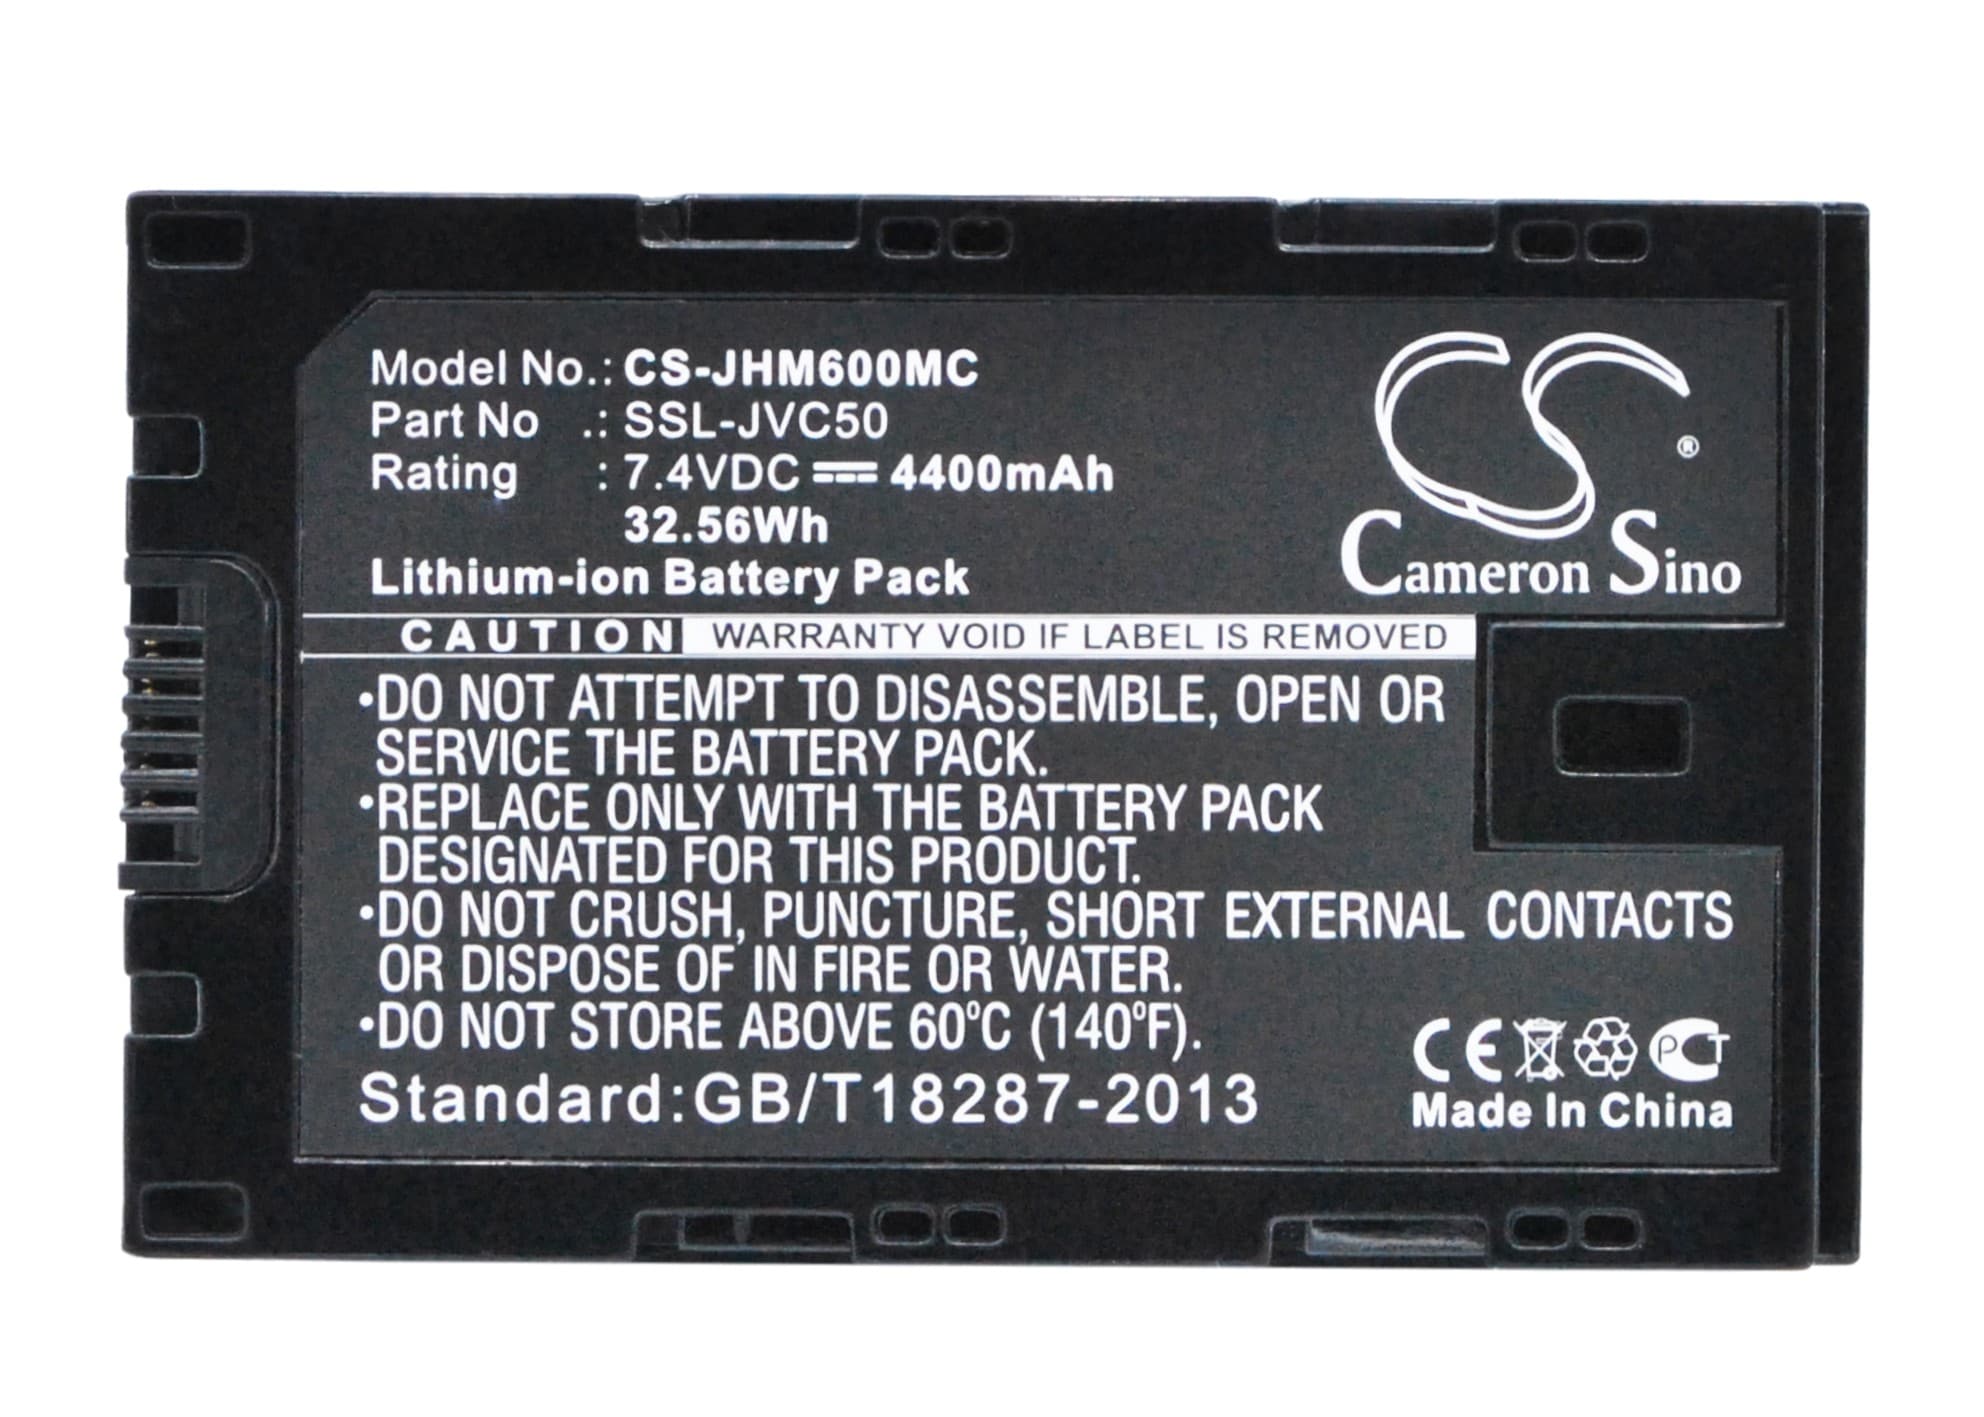 Model No.: CS-JHM600MC
Part No .: SSL-JVC50
Rating : 7.4VDC 4400mAh
32.56Wh
Lithium-ion Battery Pack
CS ®
Cameron Sino
CAUTION WARRANTY VOID IF LABEL IS REMOVED
•DO NOT ATTEMPT TO DISASSEMBLE, OPEN OR
SERVICE THE BATTERY PACK.
•REPLACE ONLY WITH THE BATTERY PACK
DESIGNATED FOR THIS PRODUCT.
•DO NOT CRUSH, PUNCTURE, SHORT EXTERNAL CONTACTS
OR DISPOSE OF IN FIRE OR WATER.
•DO NOT STORE ABOVE 60°C (140°F).
Standard:GB/T18287-2013
CE PCT
Made In China